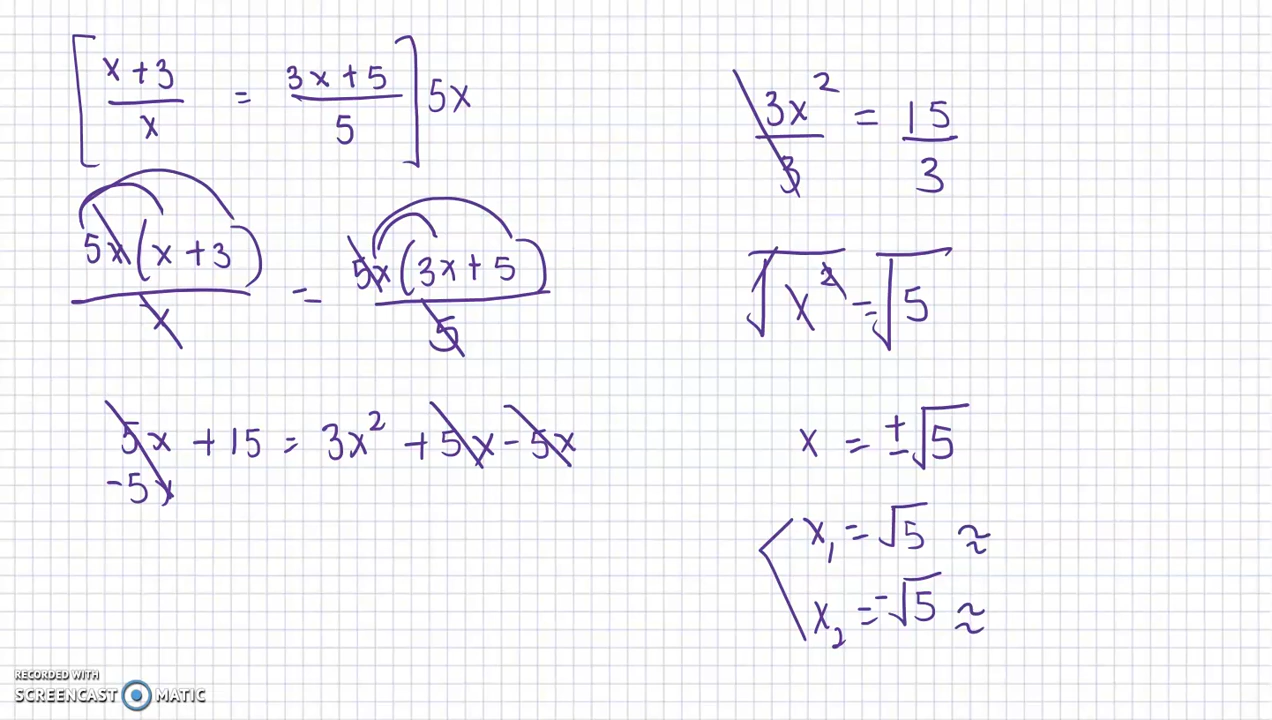 [(x + 3)/x = (3x + 5)/5] 5x
5x(x + 3)/x = 5x(3x + 5)/5
5x + 15 = 3x² + 5x - 5x
-5x
3x²/3 = 15/3
√x² = √5
x = ±√5
x₁ = √5 ≈
x₂ = -√5 ≈
RECORDED WITH
SCREENCAST MATIC